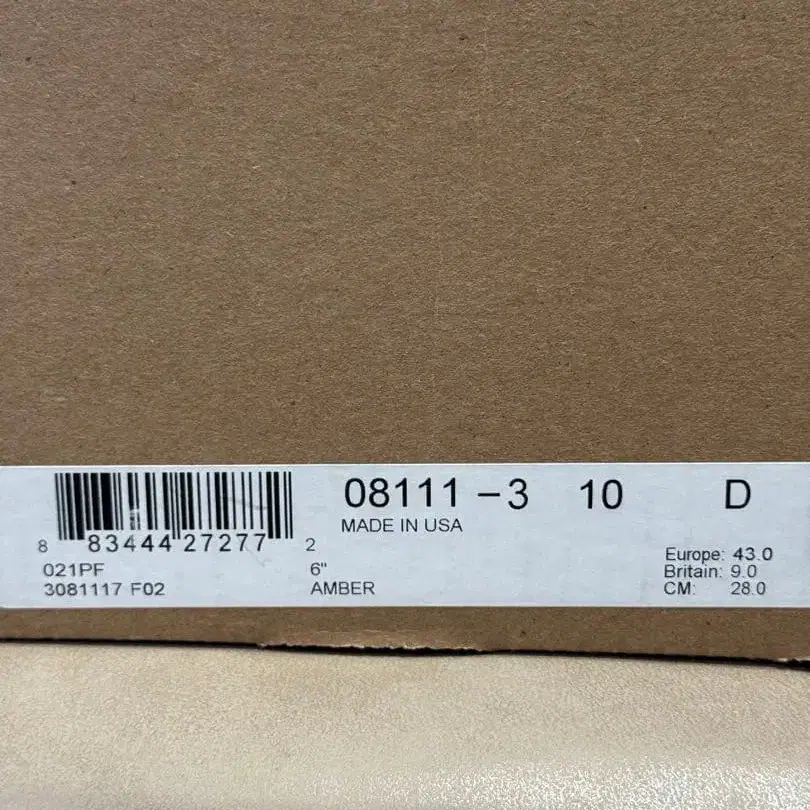 08111 -3 10 D
MADE IN USA
8 83444 27277 2
021PF
3081117 F02
6"
AMBER
Europe: 43.0
Britain: 9.0
CM: 28.0